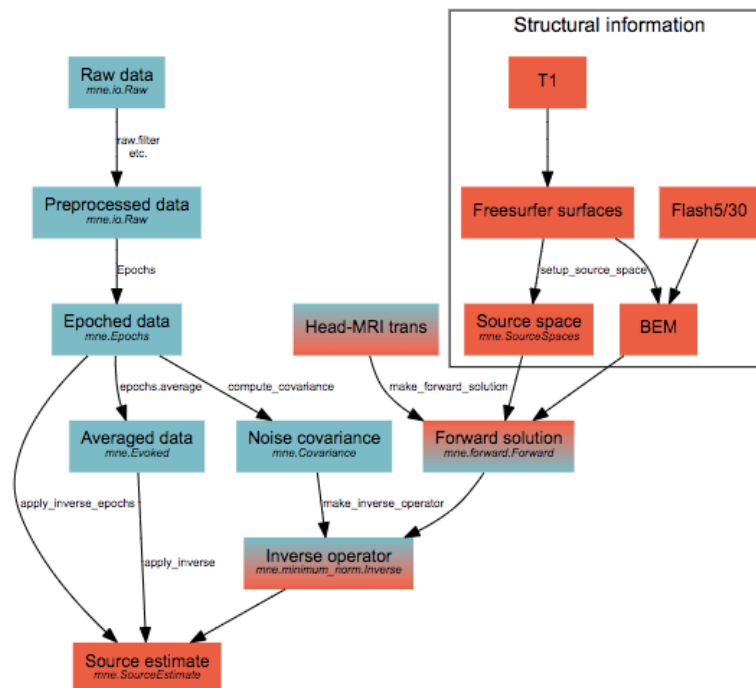 Structural information
Raw data
mne.io.Raw
T1
raw.filter
etc.
Preprocessed data
mne.io.Raw
Freesurfer surfaces
Flash5/30
Epochs
setup_source_space
Epoched data
mne.Epochs
Head-MRI trans
Source space
mne.SourceSpaces
BEM
epochs.average
compute_covariance
make_forward_solution
Averaged data
mne.Evoked
Noise covariance
mne.Covariance
Forward solution
mne.forward.Forward
apply_inverse_epochs
make_inverse_operator
apply_inverse
Inverse operator
mne.minimum_norm.Inverse
Source estimate
mne.SourceEstimate